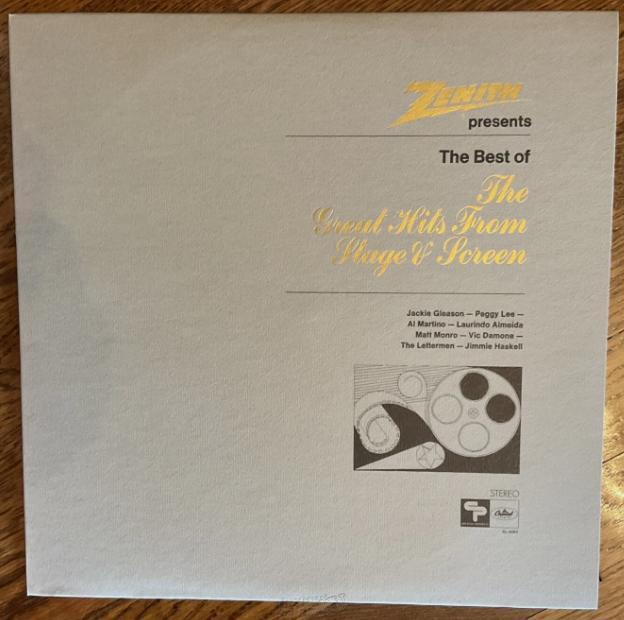 ZENITH
presents
The Best of
The
Great Hits From
Stage & Screen
Jackie Gleason — Peggy Lee —
Al Martino — Laurindo Almeida
Matt Monro — Vic Damone —
The Lettermen — Jimmie Haskell
STEREO
Capitol